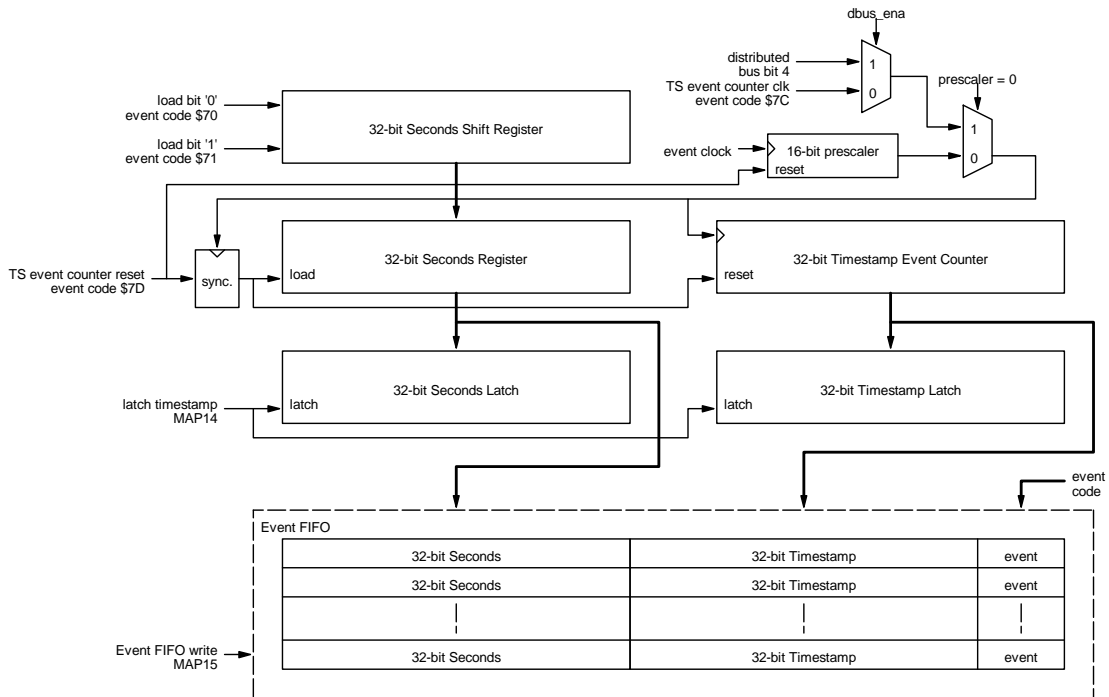 dbus_ena
distributed
bus bit 4
1
TS event counter clk
event code $7C
0
prescaler = 0
load bit '0'
event code $70
32-bit Seconds Shift Register
load bit '1'
event code $71
1
event clock
16-bit prescaler
0
reset
32-bit Seconds Register
32-bit Timestamp Event Counter
TS event counter reset
event code $7D
sync.
load
reset
32-bit Seconds Latch
32-bit Timestamp Latch
latch timestamp
MAP14
latch
latch
event
code
Event FIFO
32-bit Seconds
32-bit Timestamp
event
32-bit Seconds
32-bit Timestamp
event
Event FIFO write
MAP15
32-bit Seconds
32-bit Timestamp
event